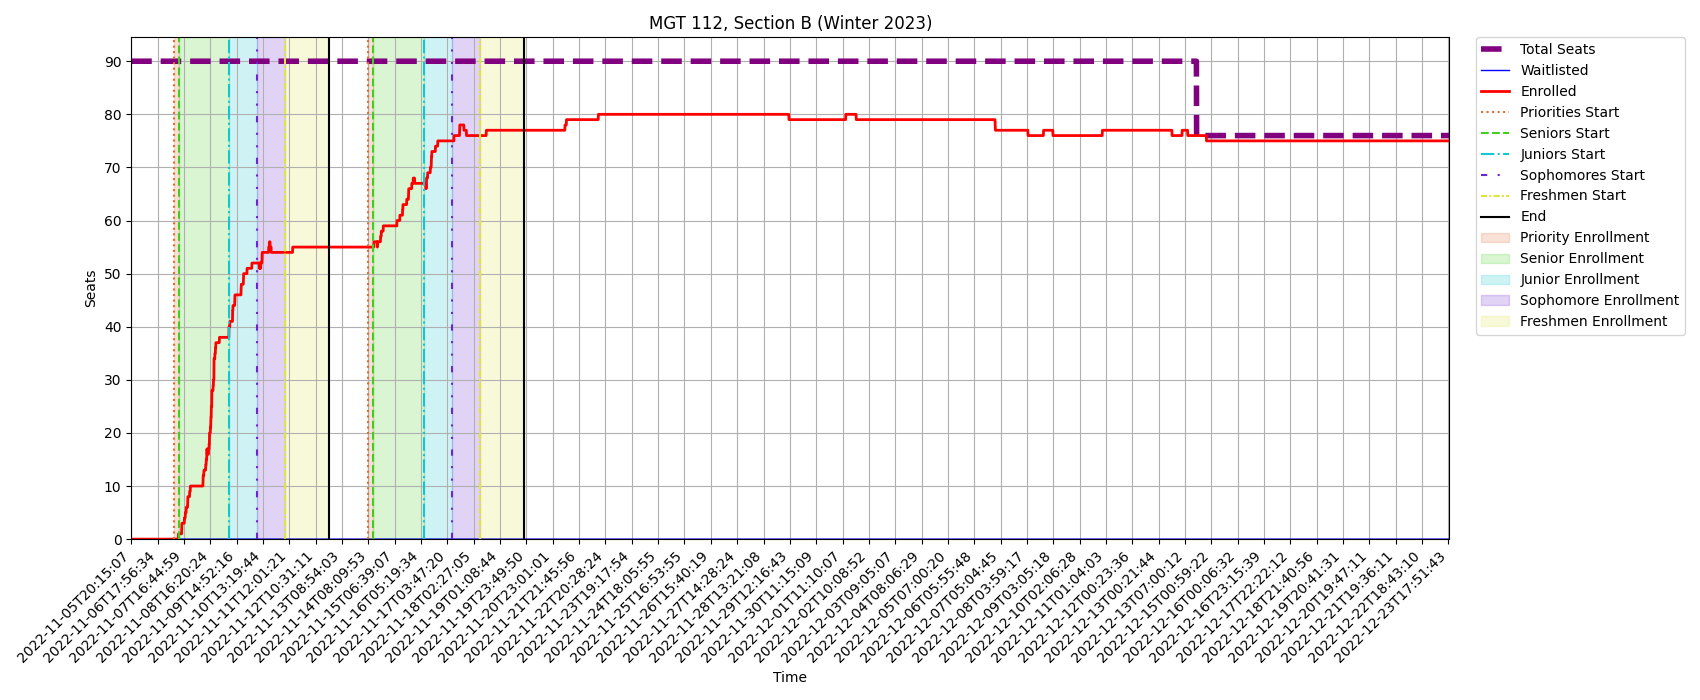 MGT 112, Section B (Winter 2023)
Total Seats
Waitlisted
Enrolled
Priorities Start
Seniors Start
Juniors Start
Sophomores Start
Freshmen Start
End
Priority Enrollment
Senior Enrollment
Junior Enrollment
Sophomore Enrollment
Freshmen Enrollment
Seats
90
80
70
60
50
40
30
20
10
0
2022-11-05T20:15:07
2022-11-06T17:56:34
2022-11-07T16:44:59
2022-11-08T16:20:24
2022-11-09T14:52:16
2022-11-10T13:19:44
2022-11-11T12:01:21
2022-11-12T10:31:11
2022-11-13T08:54:03
2022-11-14T08:09:53
2022-11-15T06:39:07
2022-11-16T05:19:34
2022-11-17T03:47:20
2022-11-18T02:27:05
2022-11-19T01:08:44
2022-11-19T23:49:50
2022-11-20T23:01:01
2022-11-21T21:45:56
2022-11-22T20:28:24
2022-11-23T19:17:54
2022-11-24T18:05:55
2022-11-25T16:53:55
2022-11-26T15:40:19
2022-11-27T14:28:24
2022-11-28T13:21:08
2022-11-29T12:16:43
2022-11-30T11:15:09
2022-12-01T11:10:07
2022-12-02T10:08:52
2022-12-03T09:05:07
2022-12-04T08:06:29
2022-12-05T07:00:20
2022-12-06T05:55:48
2022-12-07T05:04:45
2022-12-08T03:59:17
2022-12-09T03:05:18
2022-12-10T02:06:28
2022-12-11T01:04:03
2022-12-12T00:23:36
2022-12-13T00:21:44
2022-12-13T07:00:12
2022-12-15T00:59:22
2022-12-16T00:06:32
2022-12-16T23:15:39
2022-12-17T22:22:12
2022-12-18T21:40:56
2022-12-19T20:41:31
2022-12-20T19:47:11
2022-12-21T19:36:11
2022-12-22T18:43:10
2022-12-23T17:51:43
Time